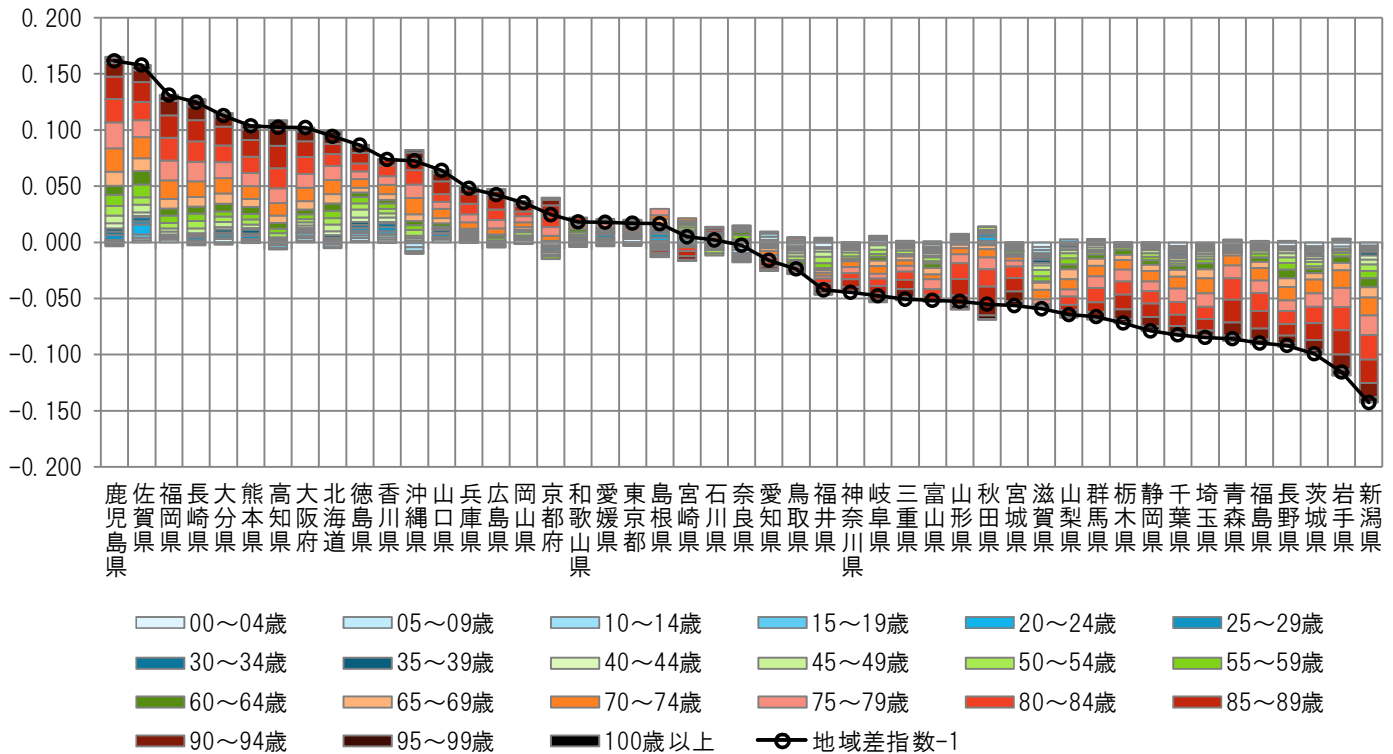 0.200
0.150
0.100
0.050
0.000
-0.050
-0.100
-0.150
-0.200
鹿児島県
佐賀県
福岡県
長崎県
大分県
熊本県
高知県
大阪府
北海道
徳島県
香川県
沖縄県
山口県
兵庫県
広島県
岡山県
京都府
和歌山県
愛媛県
東京都
島根県
宮崎県
石川県
奈良県
愛知県
鳥取県
福井県
神奈川県
岐阜県
三重県
富山県
山形県
秋田県
宮城県
滋賀県
山梨県
群馬県
栃木県
静岡県
千葉県
埼玉県
青森県
福島県
長野県
茨城県
岩手県
新潟県
00～04歳 05～09歳 10～14歳 15～19歳 20～24歳 25～29歳
30～34歳 35～39歳 40～44歳 45～49歳 50～54歳 55～59歳
60～64歳 65～69歳 70～74歳 75～79歳 80～84歳 85～89歳
90～94歳 95～99歳 100歳以上 地域差指数-1